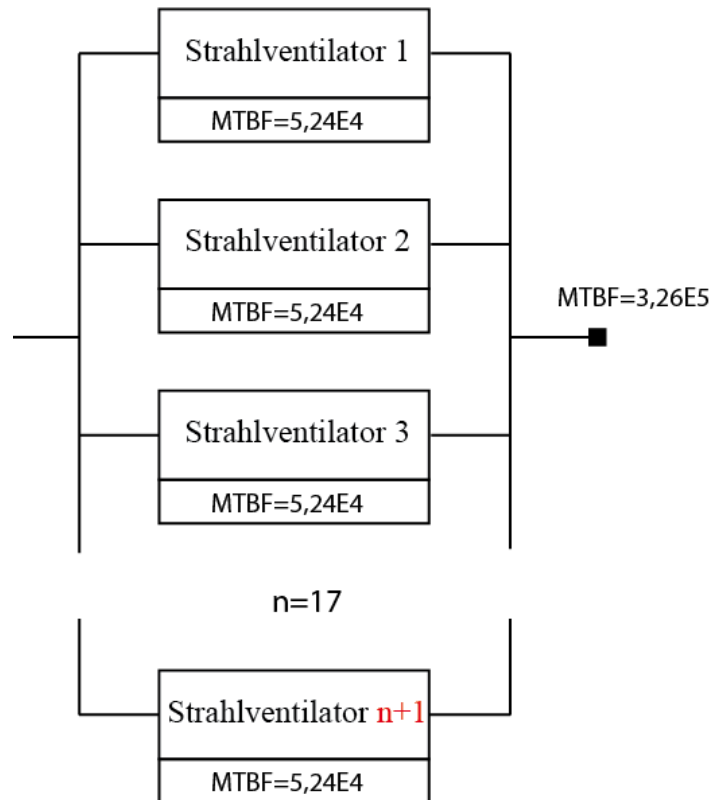 Strahlventilator 1
MTBF=5,24E4
Strahlventilator 2
MTBF=5,24E4
MTBF=3,26E5
Strahlventilator 3
MTBF=5,24E4
n=17
Strahlventilator n+1
MTBF=5,24E4